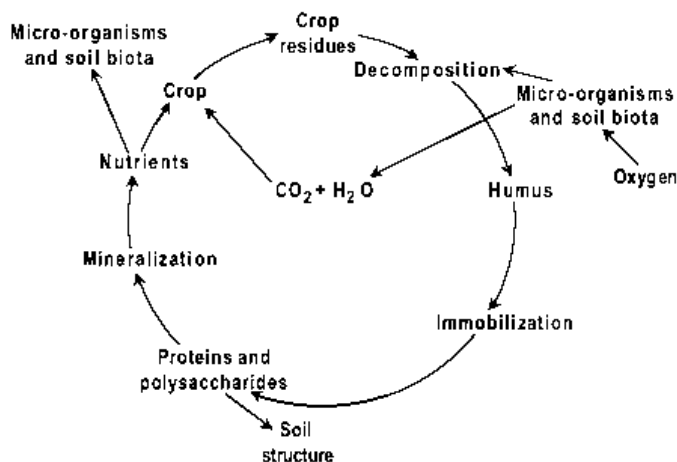 Micro-organisms
and soil biota
Crop
residues
Decomposition
Micro-organisms
and soil biota
Oxygen
Crop
Nutrients
CO₂ + H₂O
Humus
Mineralization
Immobilization
Proteins and
polysaccharides
Soil
structure